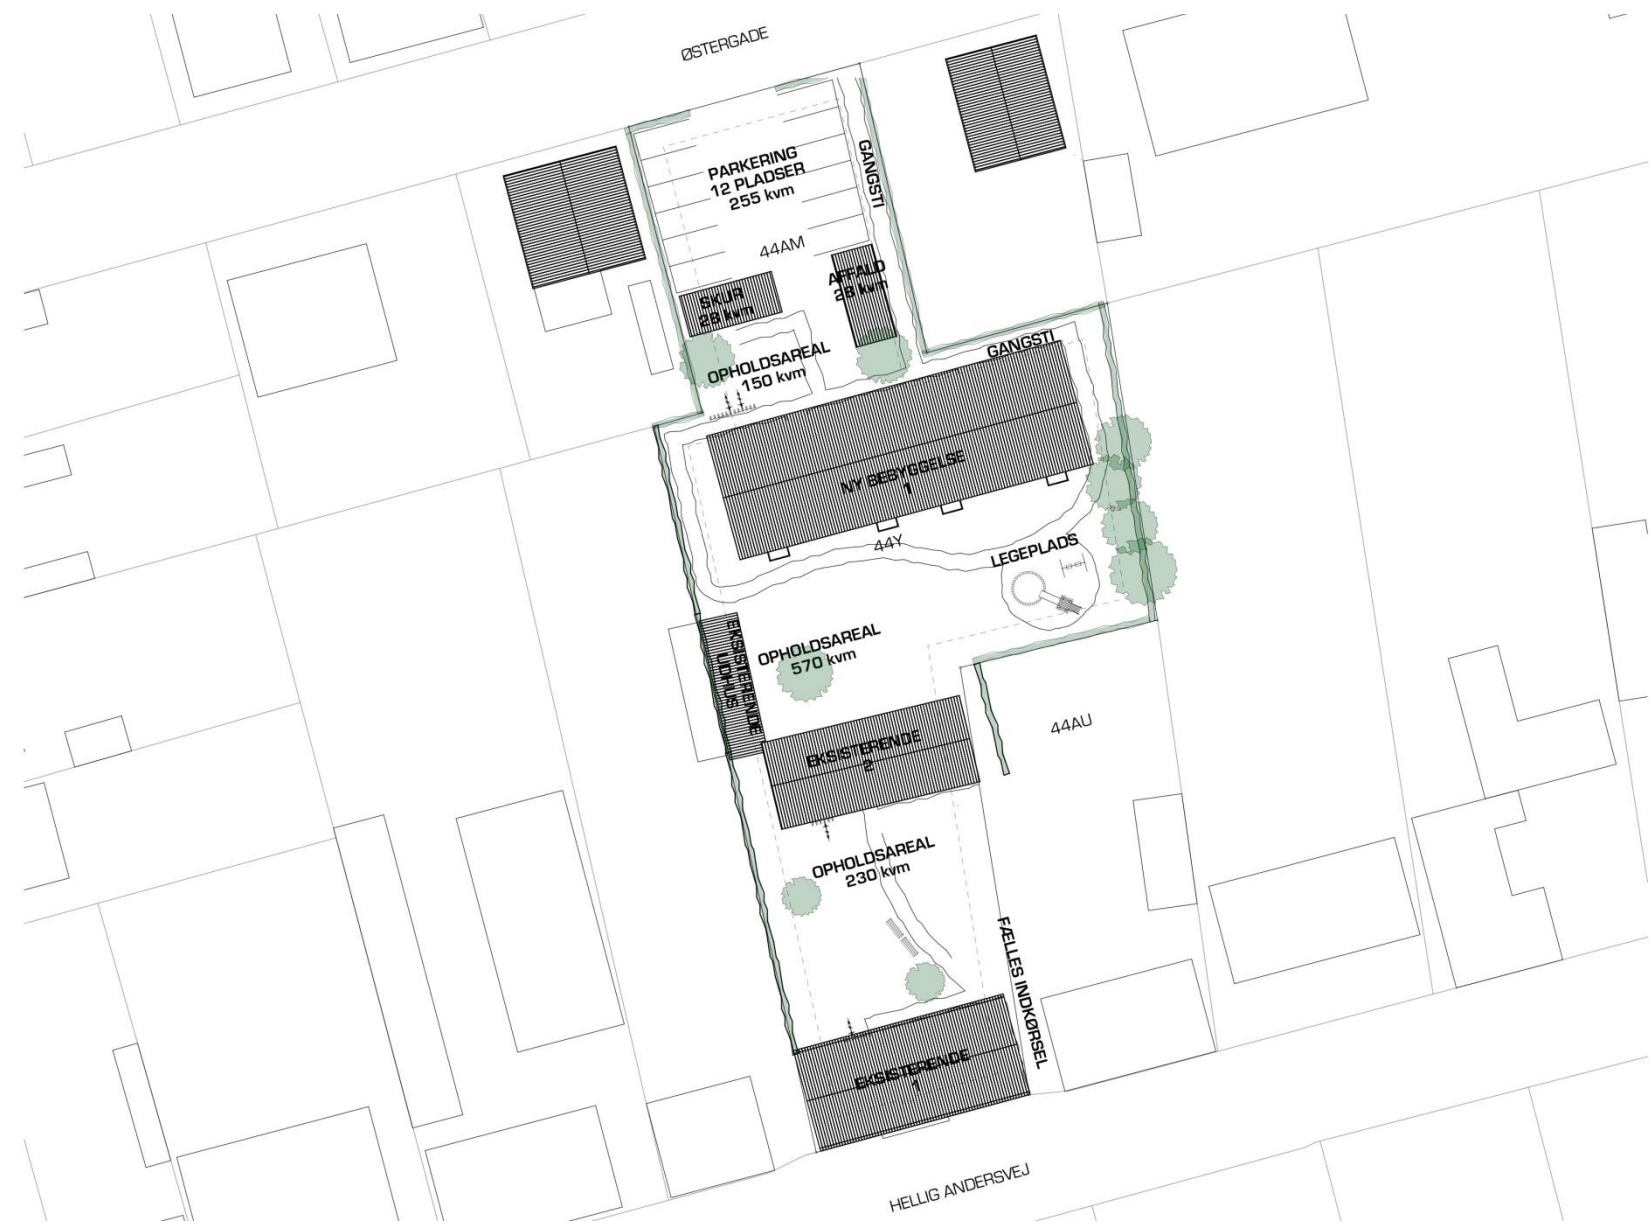 ØSTERGADE
PARKERING
12 PLADSER
255 kvm
GANGSTI
44AM
AFFALD
28 kvm
SKUR
28 kvm
GANGSTI
OPHOLDSAREAL
150 kvm
NY BEBYGGELSE
1
44Y
LEGEPLADS
EKSISTERENDE
UDHUS
OPHOLDSAREAL
570 kvm
44AU
EKSISTERENDE
2
OPHOLDSAREAL
230 kvm
FÆLLES INDKØRSEL
EKSISTERENDE
1
HELLIG ANDERSVEJ